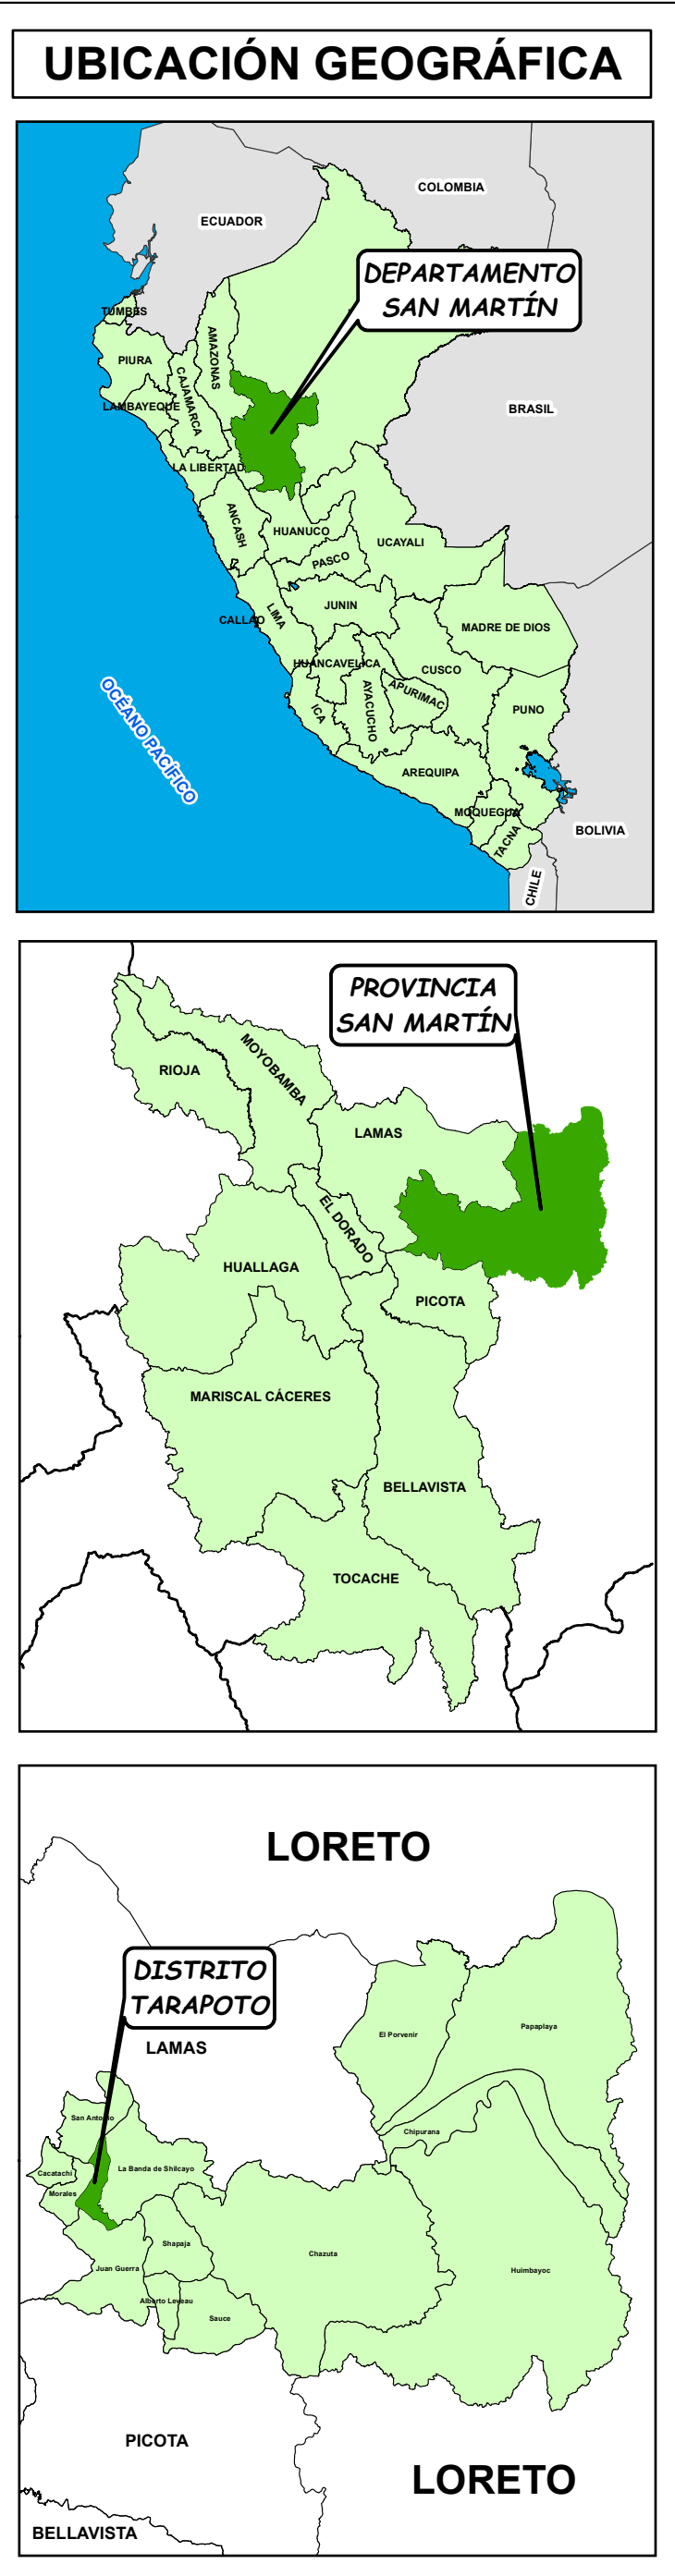 UBICACIÓN GEOGRÁFICA
COLOMBIA
ECUADOR
DEPARTAMENTO
SAN MARTÍN
TUMBES
AMAZONAS
PIURA
CAJAMARCA
LAMBAYEQUE
BRASIL
LA LIBERTAD
ANCASH
HUANUCO
UCAYALI
PASCO
JUNIN
LIMA
CALLAO
MADRE DE DIOS
HUANCAVELICA
CUSCO
APURIMAC
AYACUCHO
ICA
PUNO
OCÉANO PACÍFICO
AREQUIPA
MOQUEGUA
TACNA
BOLIVIA
CHILE
PROVINCIA
SAN MARTÍN
RIOJA
MOYOBAMBA
LAMAS
EL DORADO
HUALLAGA
PICOTA
MARISCAL CÁCERES
BELLAVISTA
TOCACHE
LORETO
DISTRITO
TARAPOTO
LAMAS
El Porvenir
Papaplaya
San Antonio
Chipurana
Cacatachi
La Banda de Shilcayo
Morales
Shapaja
Chazuta
Juan Guerra
Huimbayoc
Alberto Leveau
Sauce
PICOTA
LORETO
BELLAVISTA